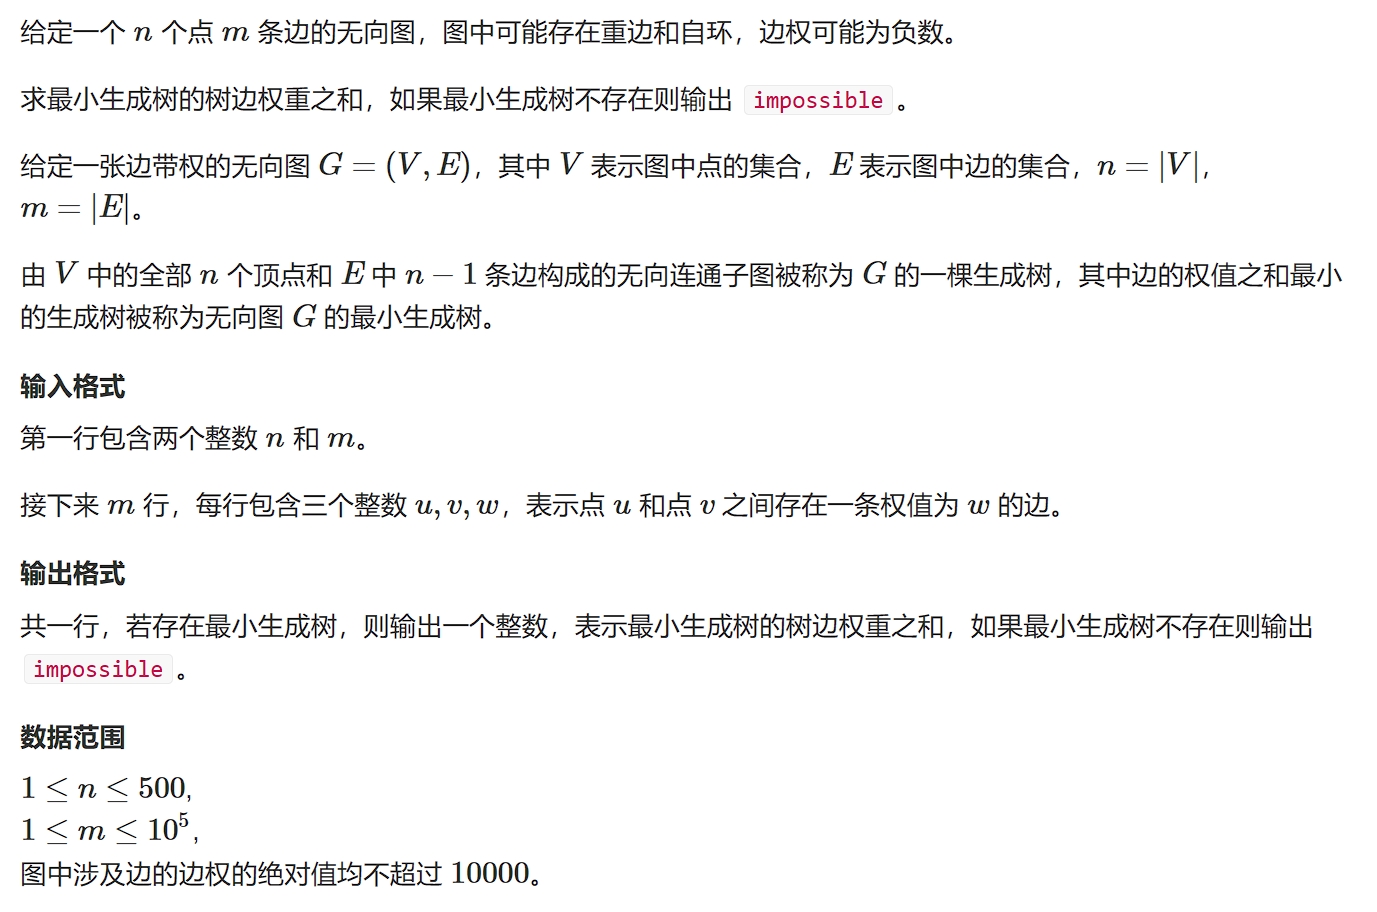 给定一个 n 个点 m 条边的无向图，图中可能存在重边和自环，边权可能为负数。
求最小生成树的树边权重之和，如果最小生成树不存在则输出 impossible 。
给定一张边带权的无向图 G = (V, E)，其中 V 表示图中点的集合，E 表示图中边的集合，n = |V|，
m = |E|。
由 V 中的全部 n 个顶点和 E 中 n − 1 条边构成的无向连通子图被称为 G 的一棵生成树，其中边的权值之和最小
的生成树被称为无向图 G 的最小生成树。
输入格式
第一行包含两个整数 n 和 m。
接下来 m 行，每行包含三个整数 u, v, w，表示点 u 和点 v 之间存在一条权值为 w 的边。
输出格式
共一行，若存在最小生成树，则输出一个整数，表示最小生成树的树边权重之和，如果最小生成树不存在则输出
impossible 。
数据范围
1 ≤ n ≤ 500,
1 ≤ m ≤ 10⁵,
图中涉及边的边权的绝对值均不超过 10000。